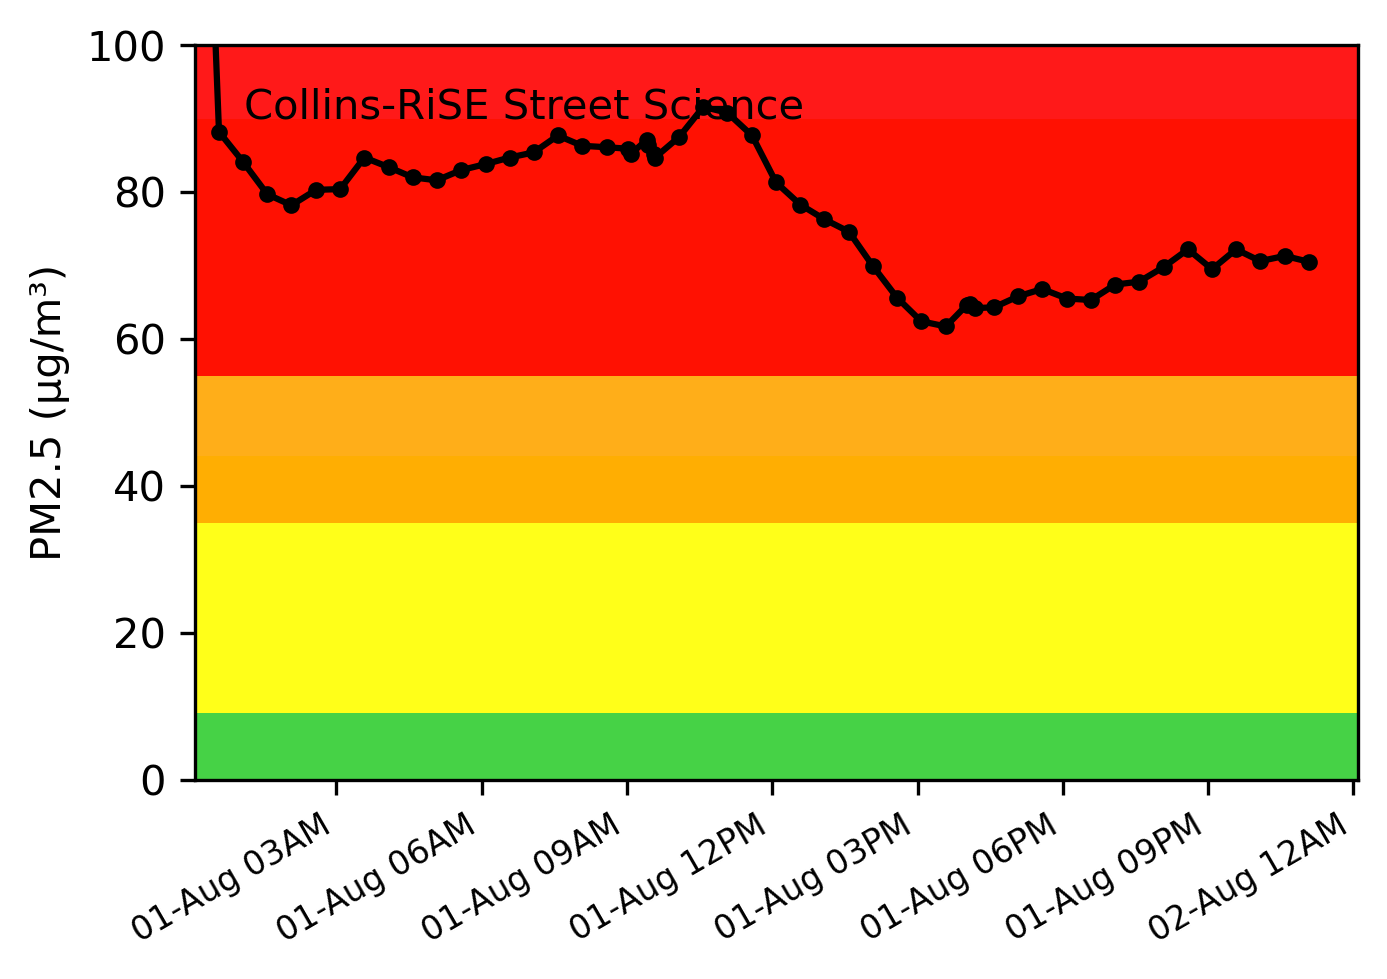 100
Collins-RiSE Street Science
80
60
40
20
0
PM2.5 (µg/m³)
01-Aug 03AM
01-Aug 06AM
01-Aug 09AM
01-Aug 12PM
01-Aug 03PM
01-Aug 06PM
01-Aug 09PM
02-Aug 12AM